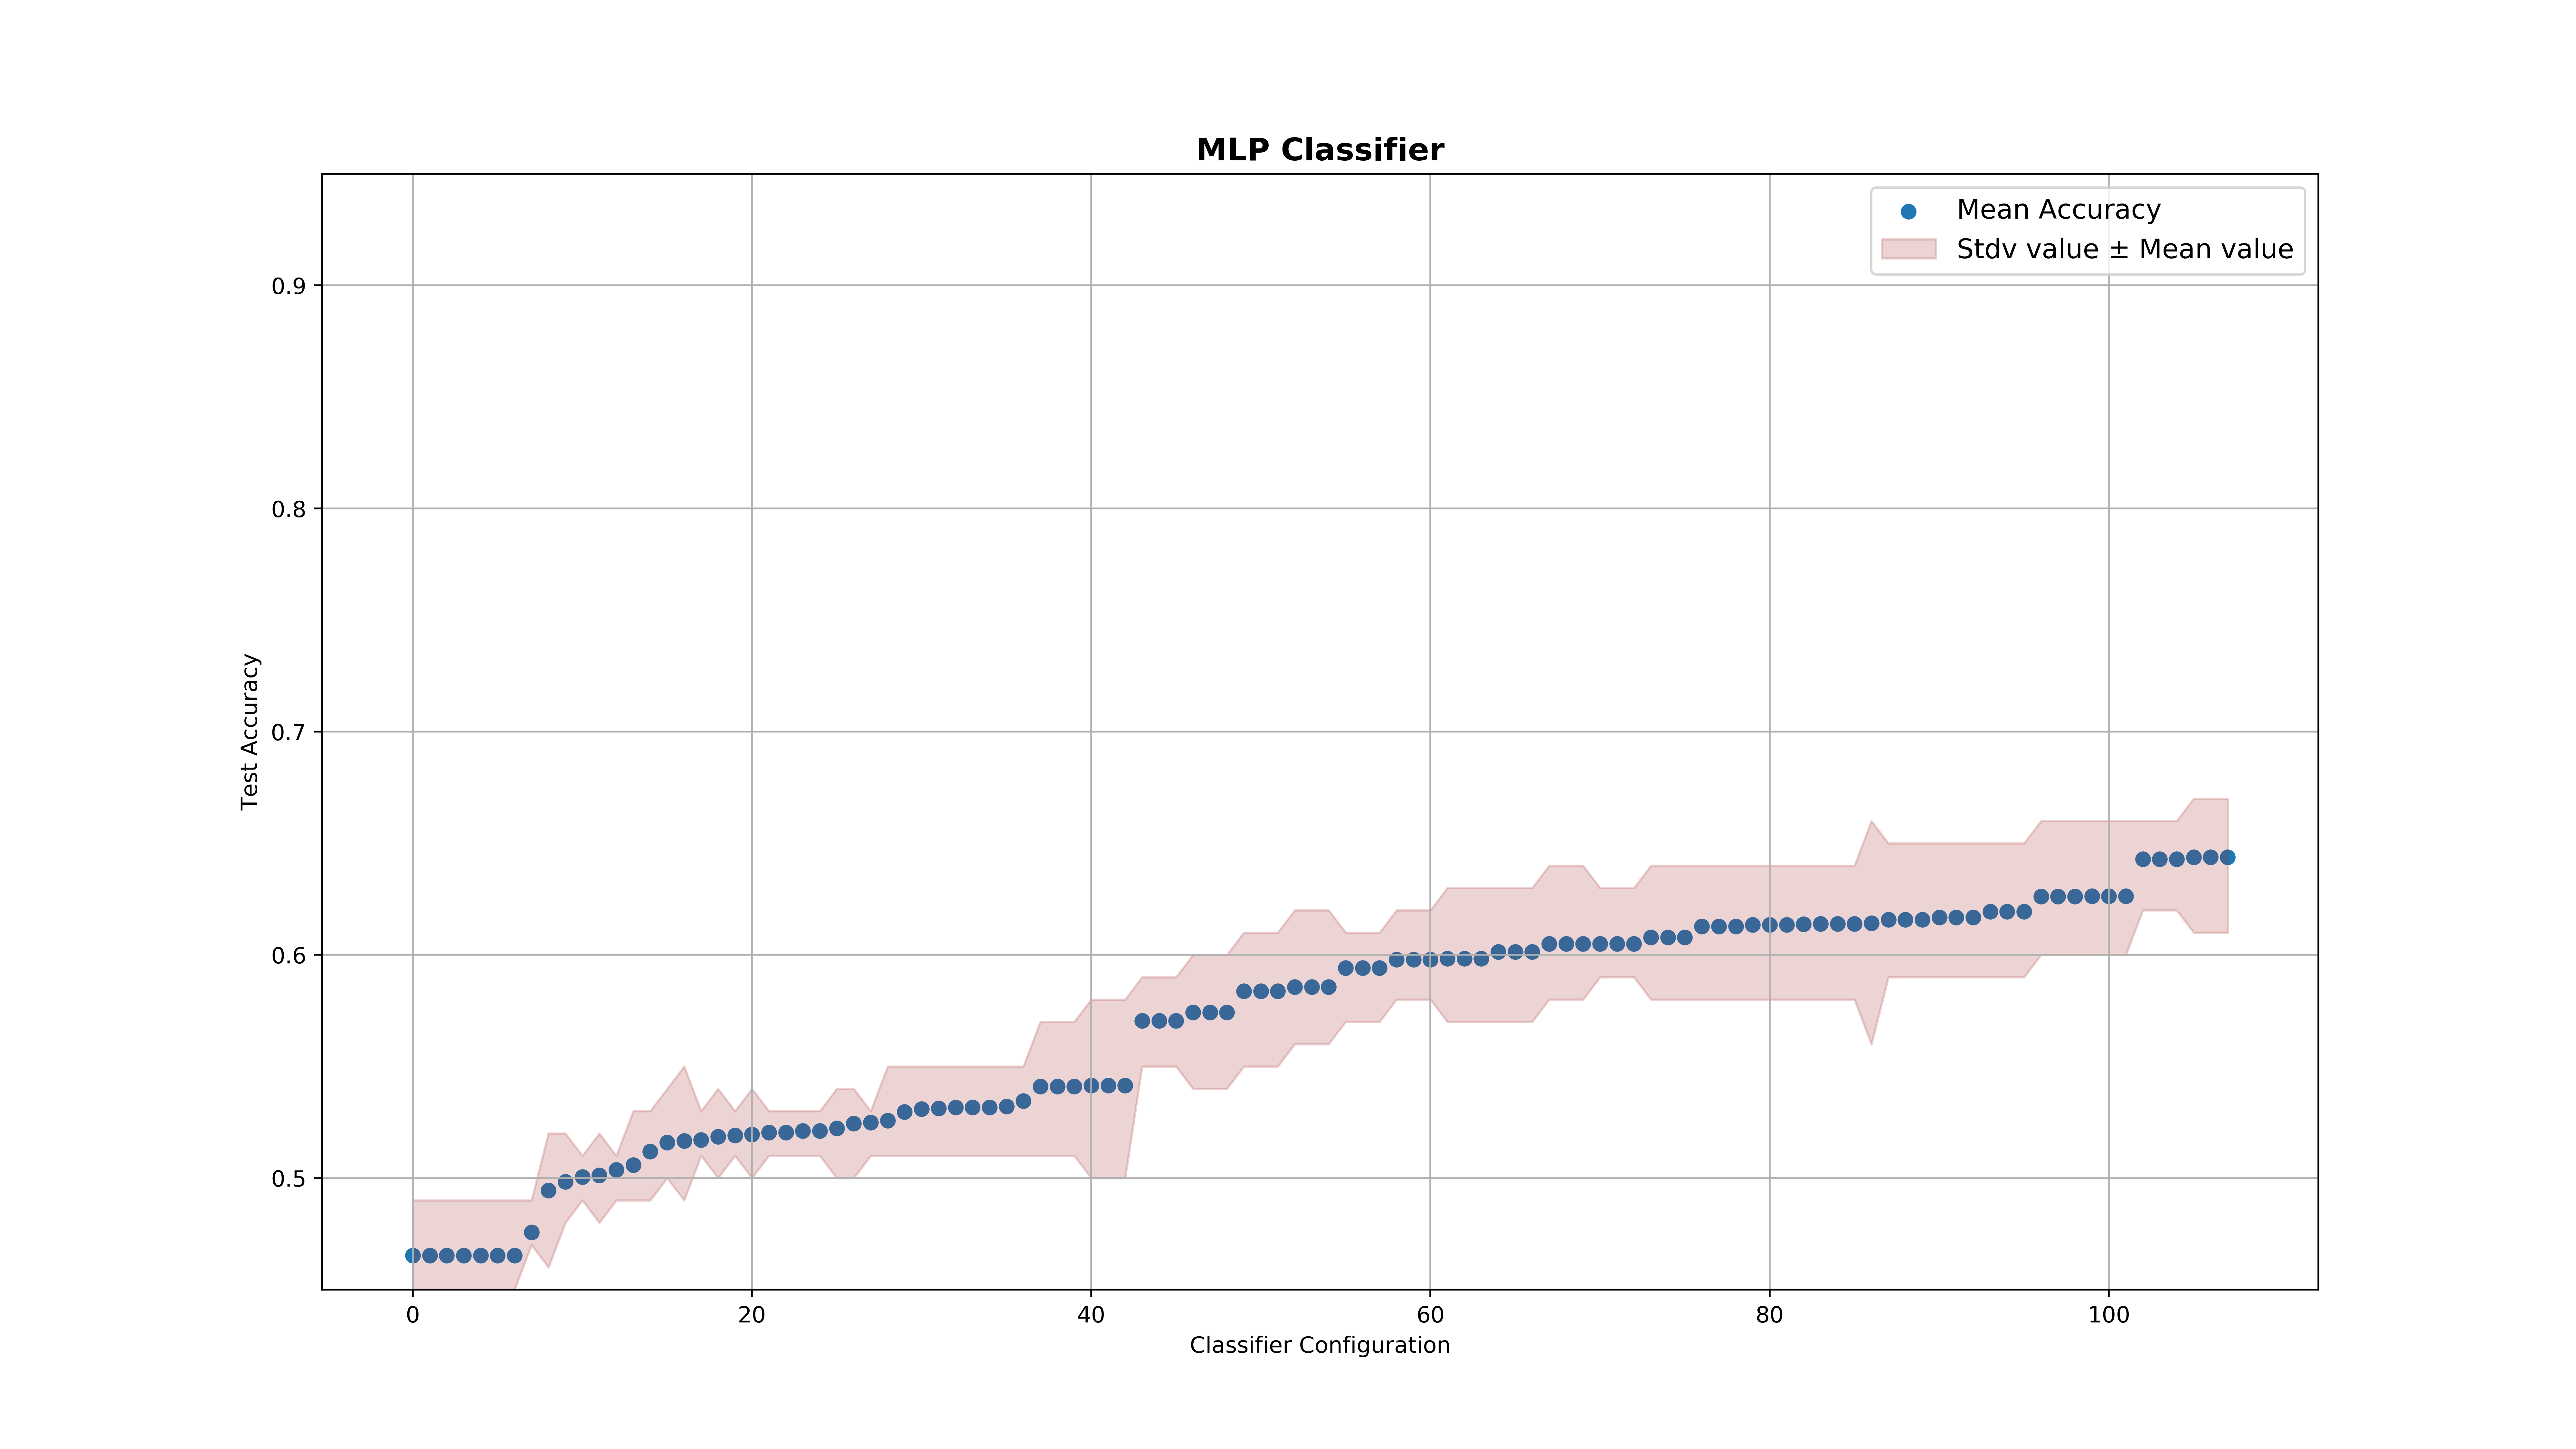 MLP Classifier
Mean Accuracy
Stdv value ± Mean value
0.9
0.8
0.7
0.6
0.5
Test Accuracy
0 20 40 60 80 100
Classifier Configuration